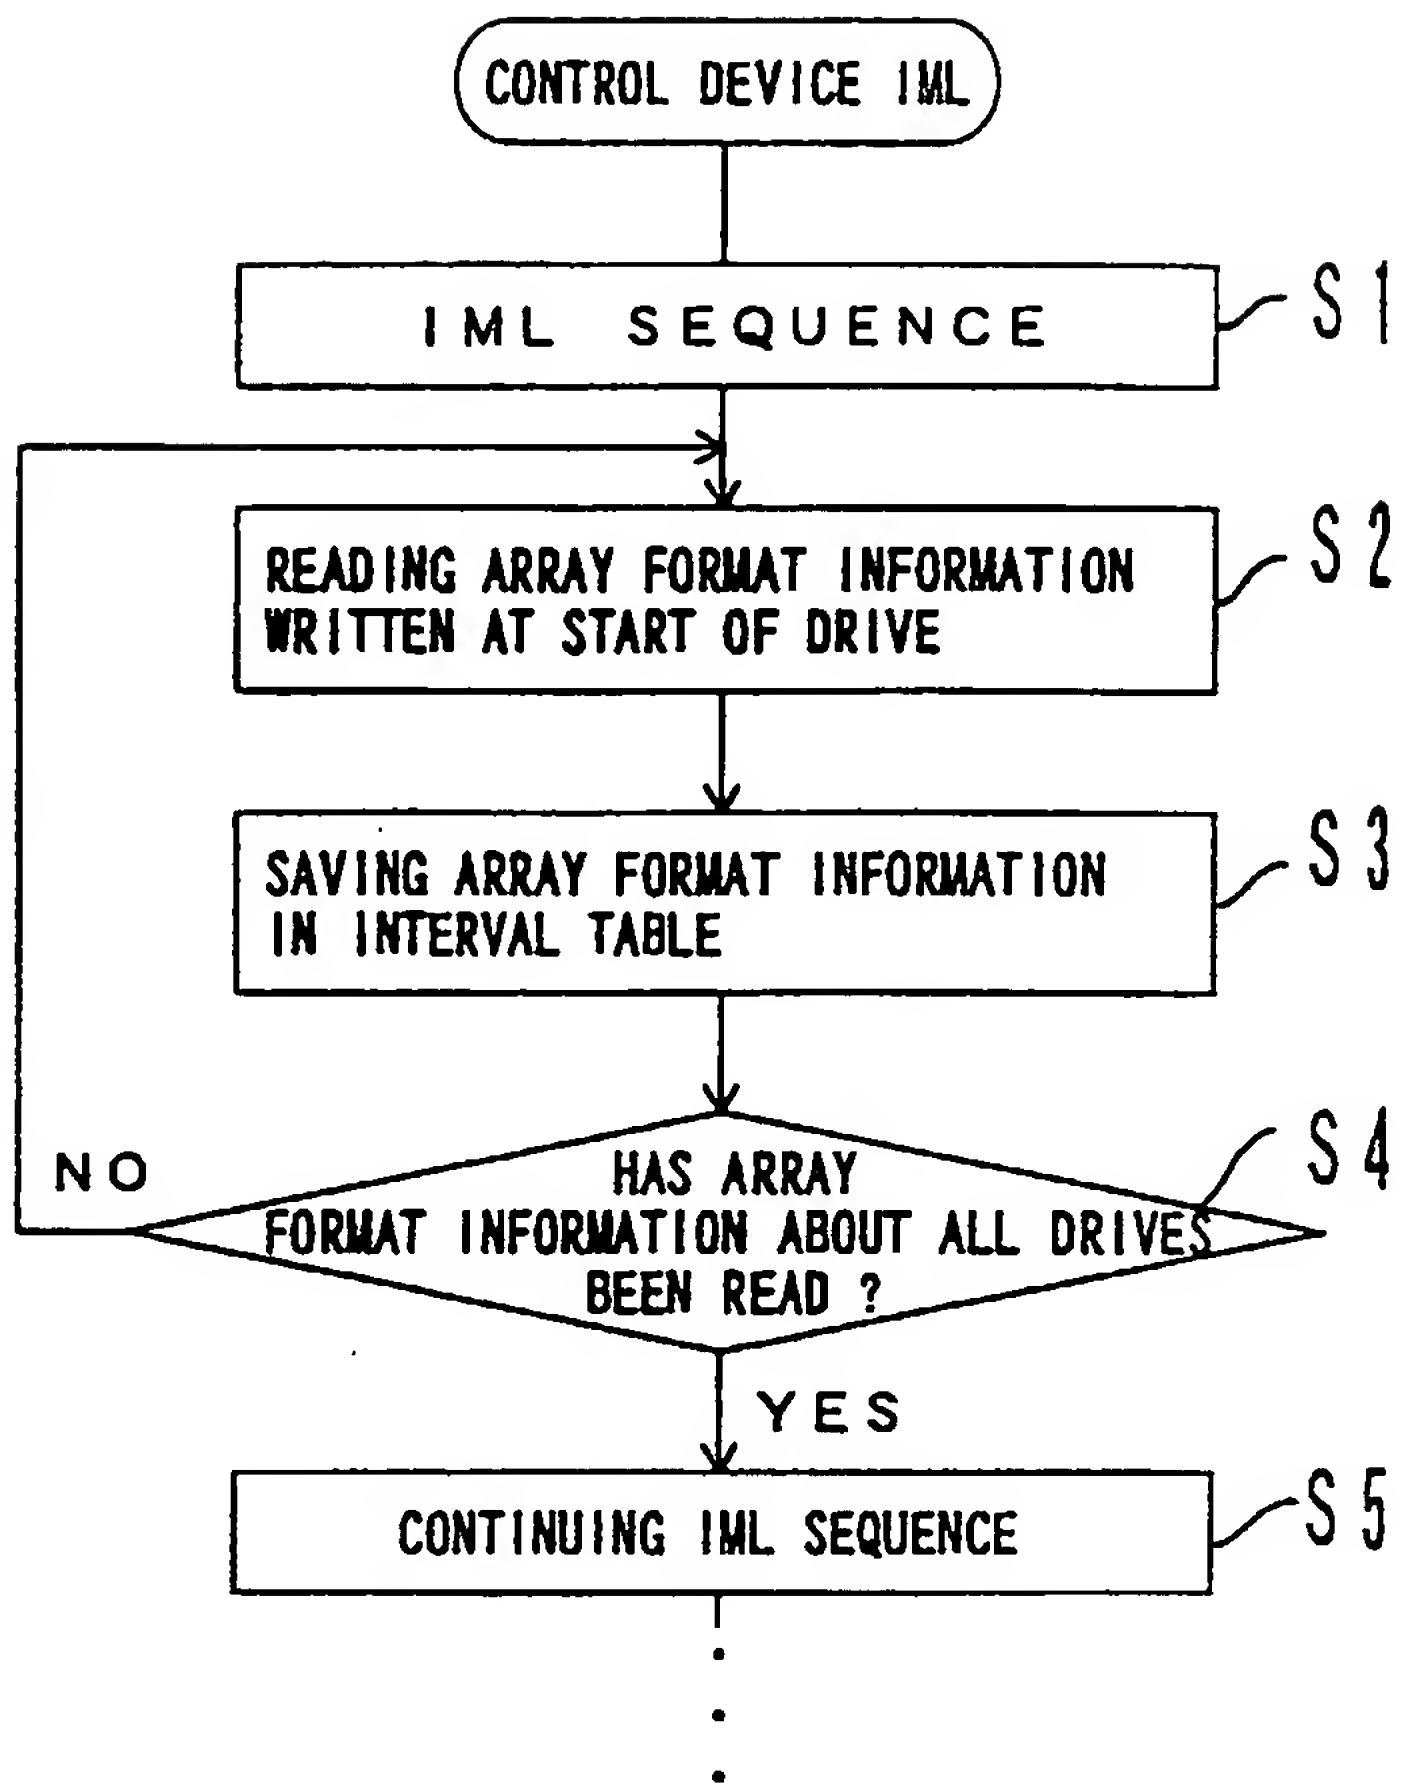 CONTROL DEVICE IML
IML SEQUENCE
S1
READING ARRAY FORMAT INFORMATION
WRITTEN AT START OF DRIVE
S2
SAVING ARRAY FORMAT INFORMATION
IN INTERVAL TABLE
S3
HAS ARRAY
FORMAT INFORMATION ABOUT ALL DRIVES
BEEN READ ?
S4
NO
YES
CONTINUING IML SEQUENCE
S5